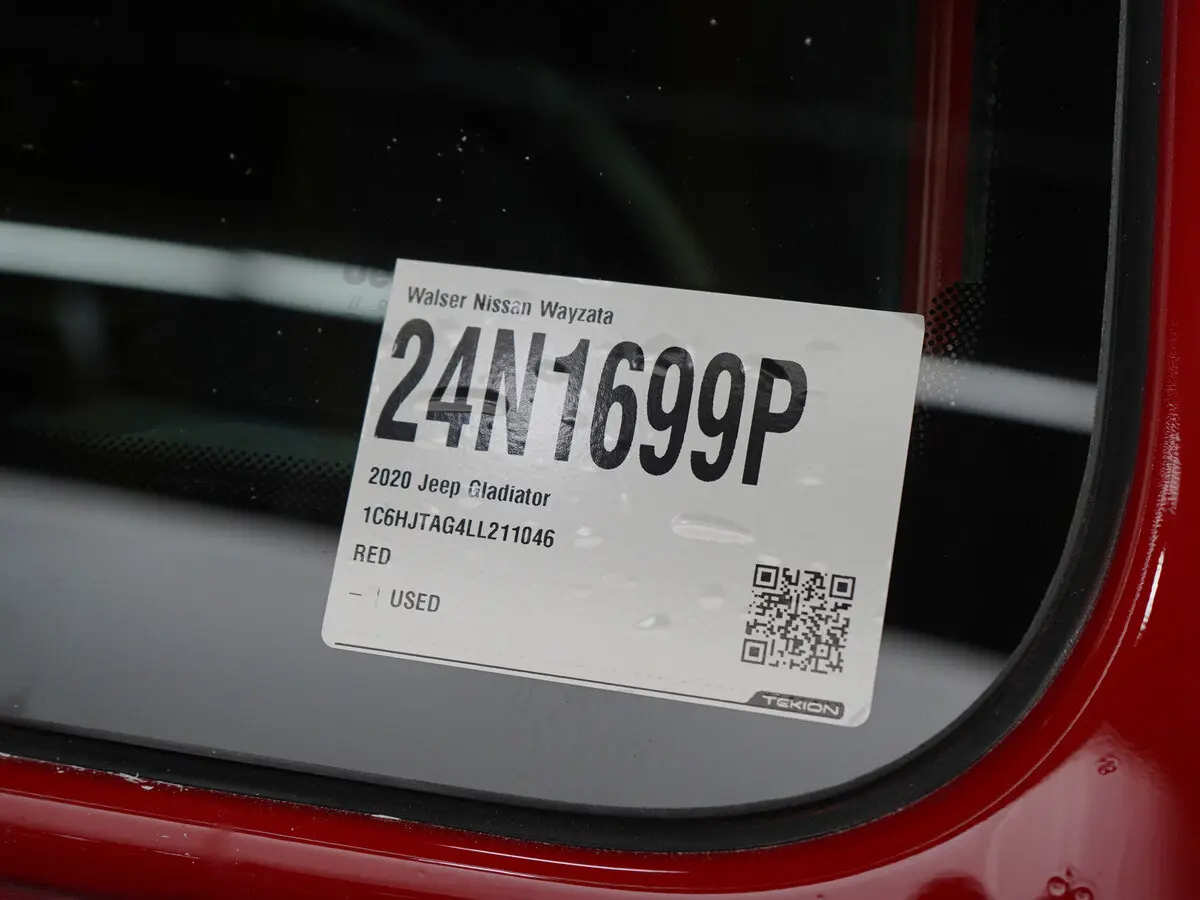 Walser Nissan Wayzata
24N1699P
2020 Jeep Gladiator
1C6HJTAG4LL211046
RED
– | USED
TEKION